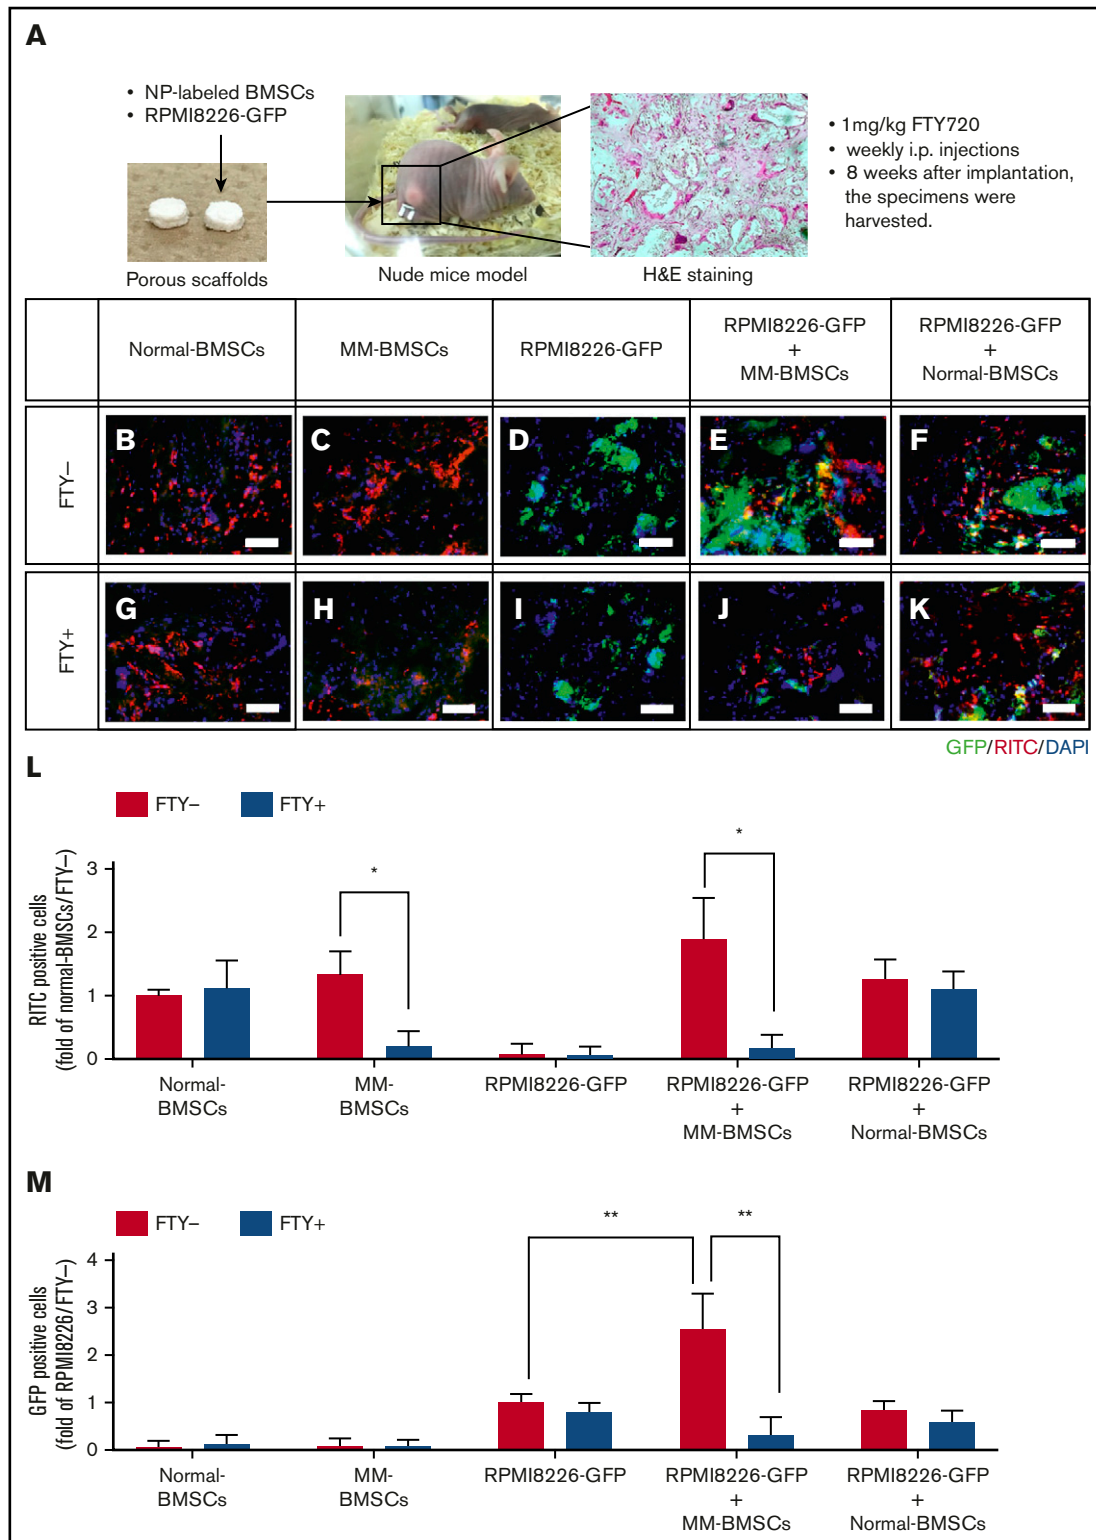 A
• NP-labeled BMSCs
• RPMI8226-GFP
Porous scaffolds
Nude mice model
H&E staining
• 1mg/kg FTY720
• weekly i.p. injections
• 8 weeks after implantation,
the specimens were
harvested.
Normal-BMSCs
MM-BMSCs
RPMI8226-GFP
RPMI8226-GFP
+
MM-BMSCs
RPMI8226-GFP
+
Normal-BMSCs
FTY–
B
C
D
E
F
FTY+
G
H
I
J
K
GFP/RITC/DAPI
L
FTY–
FTY+
RITC positive cells
(fold of normal-BMSCs/FTY–)
3
2
1
0
*
*
Normal-
BMSCs
MM-
BMSCs
RPMI8226-GFP
RPMI8226-GFP
+
MM-BMSCs
RPMI8226-GFP
+
Normal-BMSCs
M
FTY–
FTY+
GFP positive cells
(fold of RPMI8226/FTY–)
4
3
2
1
0
**
**
Normal-
BMSCs
MM-
BMSCs
RPMI8226-GFP
RPMI8226-GFP
+
MM-BMSCs
RPMI8226-GFP
+
Normal-BMSCs